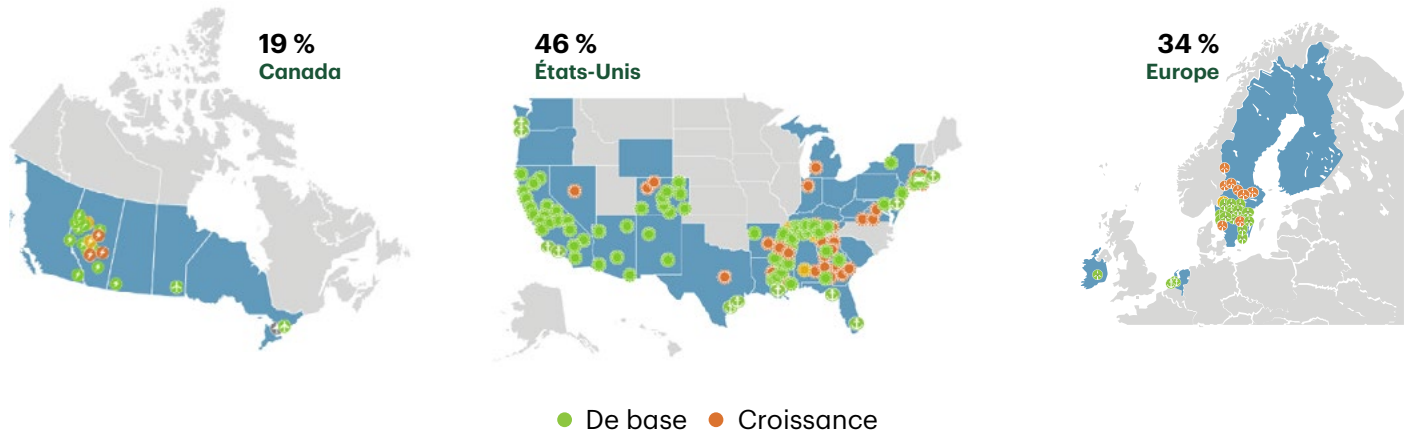 19 %
Canada
46 %
États-Unis
34 %
Europe
De base
Croissance